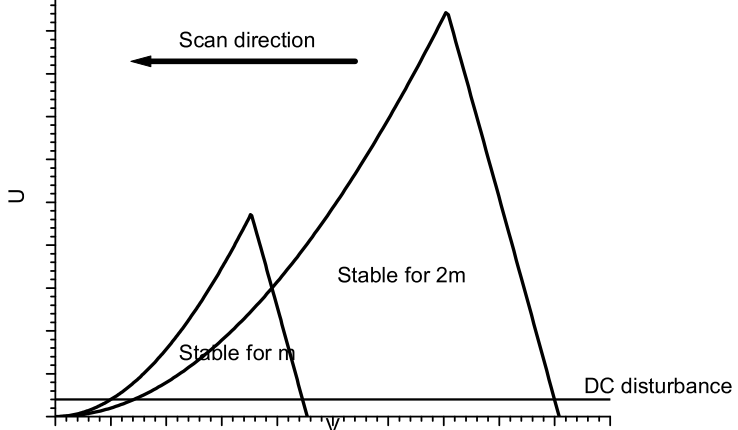 Scan direction
U
Stable for 2m
Stable for m
DC disturbance
V